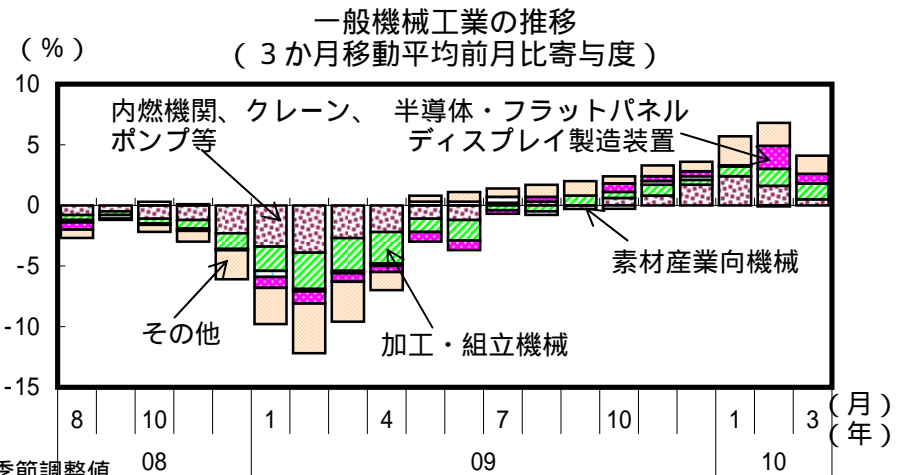 一般機械工業の推移
(%)
(3か月移動平均前月比寄与度)
10
5
0
-5
-10
-15
内燃機関、クレーン、
ポンプ等
半導体・フラットパネル
ディスプレイ製造装置
素材産業向機械
その他
加工・組立機械
8 10 1 4 7 10 1 3 (月)
(年)
08 09 10
季節調整値